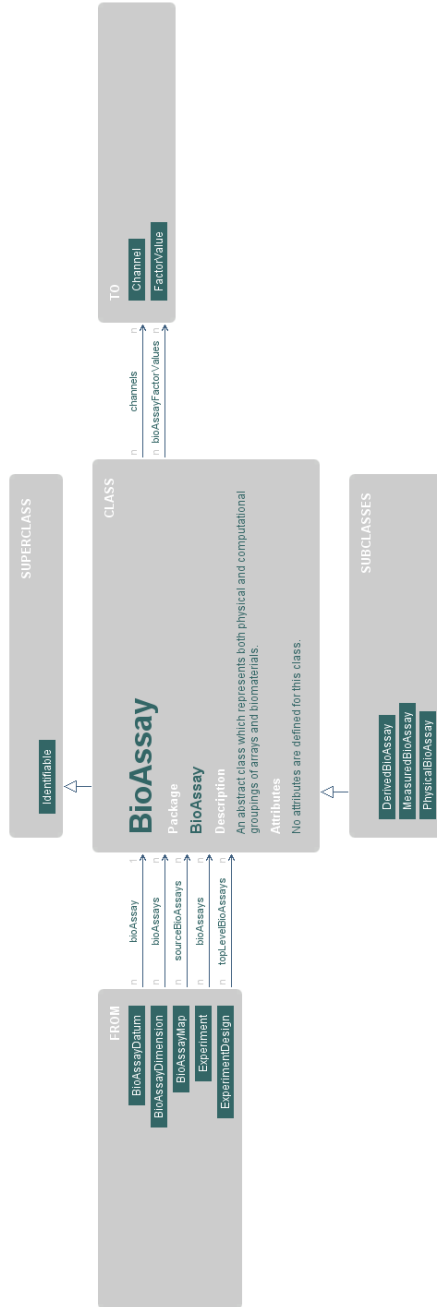 SUPERCLASS
Identifiable
FROM
BioAssayDatum
BioAssayDimension
BioAssayMap
Experiment
ExperimentDesign
n bioAssay 1
n bioAssays n
n sourceBioAssays n
n bioAssays n
n topLevelBioAssays n
CLASS
BioAssay
Package
BioAssay
Description
An abstract class which represents both physical and computational
groupings of arrays and biomaterials.
Attributes
No attributes are defined for this class.
n channels n
n bioAssayFactorValues n
TO
Channel
FactorValue
SUBCLASSES
DerivedBioAssay
MeasuredBioAssay
PhysicalBioAssay